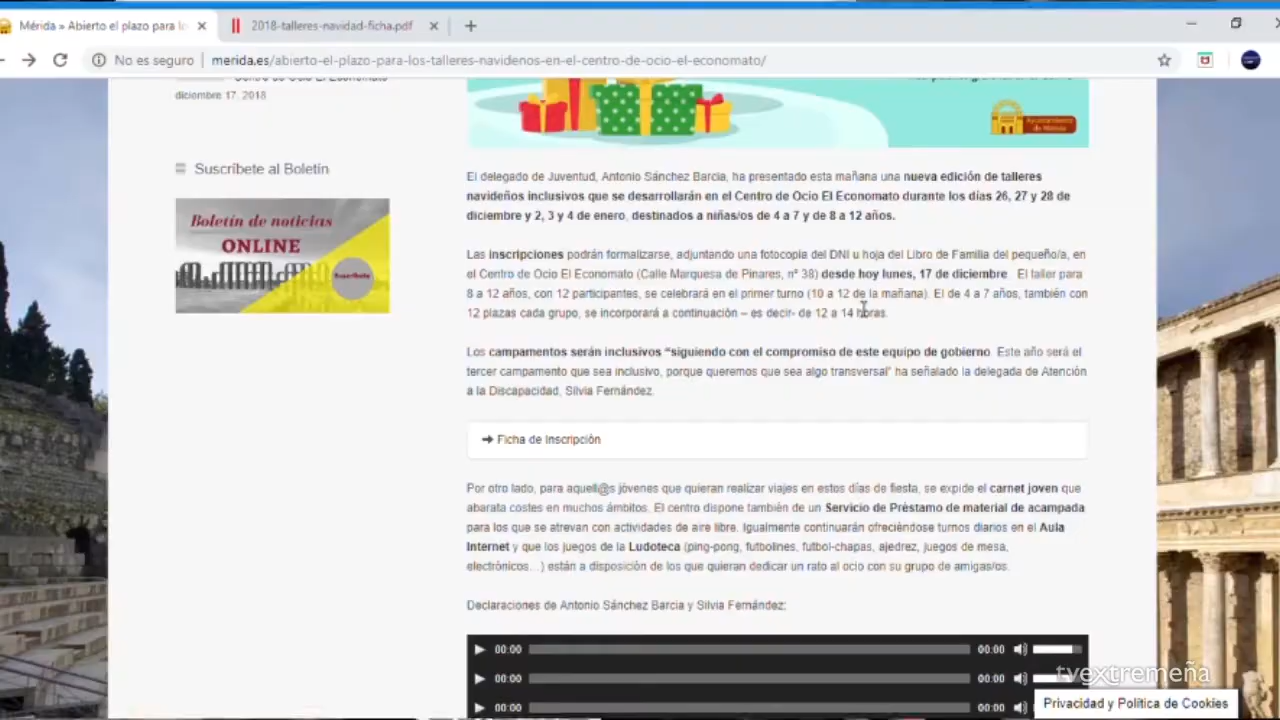 Mérida » Abierto el plazo para lo
2018-talleres-navidad-ficha.pdf
No es seguro
merida.es/abierto-el-plazo-para-los-talleres-navidenos-en-el-centro-de-ocio-el-economato/
Centro de Ocio El Economato
diciembre 17, 2018
Ayuntamiento
de Mérida
Suscríbete al Boletín
Boletín de noticias
ONLINE
Suscríbete
El delegado de Juventud, Antonio Sánchez Barcia, ha presentado esta mañana una nueva edición de talleres
navideños inclusivos que se desarrollarán en el Centro de Ocio El Economato durante los días 26, 27 y 28 de
diciembre y 2, 3 y 4 de enero, destinados a niñas/os de 4 a 7 y de 8 a 12 años.
Las inscripciones podrán formalizarse, adjuntando una fotocopia del DNI u hoja del Libro de Familia del pequeño/a, en
el Centro de Ocio El Economato (Calle Marquesa de Pinares, nº 38) desde hoy lunes, 17 de diciembre. El taller para
8 a 12 años, con 12 participantes, se celebrará en el primer turno (10 a 12 de la mañana). El de 4 a 7 años, también con
12 plazas cada grupo, se incorporará a continuación – es decir- de 12 a 14 horas.
Los campamentos serán inclusivos “siguiendo con el compromiso de este equipo de gobierno. Este año será el
tercer campamento que sea inclusivo, porque queremos que sea algo transversal” ha señalado la delegada de Atención
a la Discapacidad, Silvia Fernández.
➔ Ficha de Inscripción
Por otro lado, para aquell@s jóvenes que quieran realizar viajes en estos días de fiesta, se expide el carnet joven que
abarata costes en muchos ámbitos. El centro dispone también de un Servicio de Préstamo de material de acampada
para los que se atrevan con actividades de aire libre. Igualmente continuarán ofreciéndose turnos diarios en el Aula
Internet y que los juegos de la Ludoteca (ping-pong, futbolines, futbol-chapas, ajedrez, juegos de mesa,
electrónicos…) están a disposición de los que quieran dedicar un rato al ocio con su grupo de amigas/os.
Declaraciones de Antonio Sánchez Barcia y Silvia Fernández:
00:00 00:00
00:00 00:00
00:00 00:00
tvextremeña
Privacidad y Política de Cookies